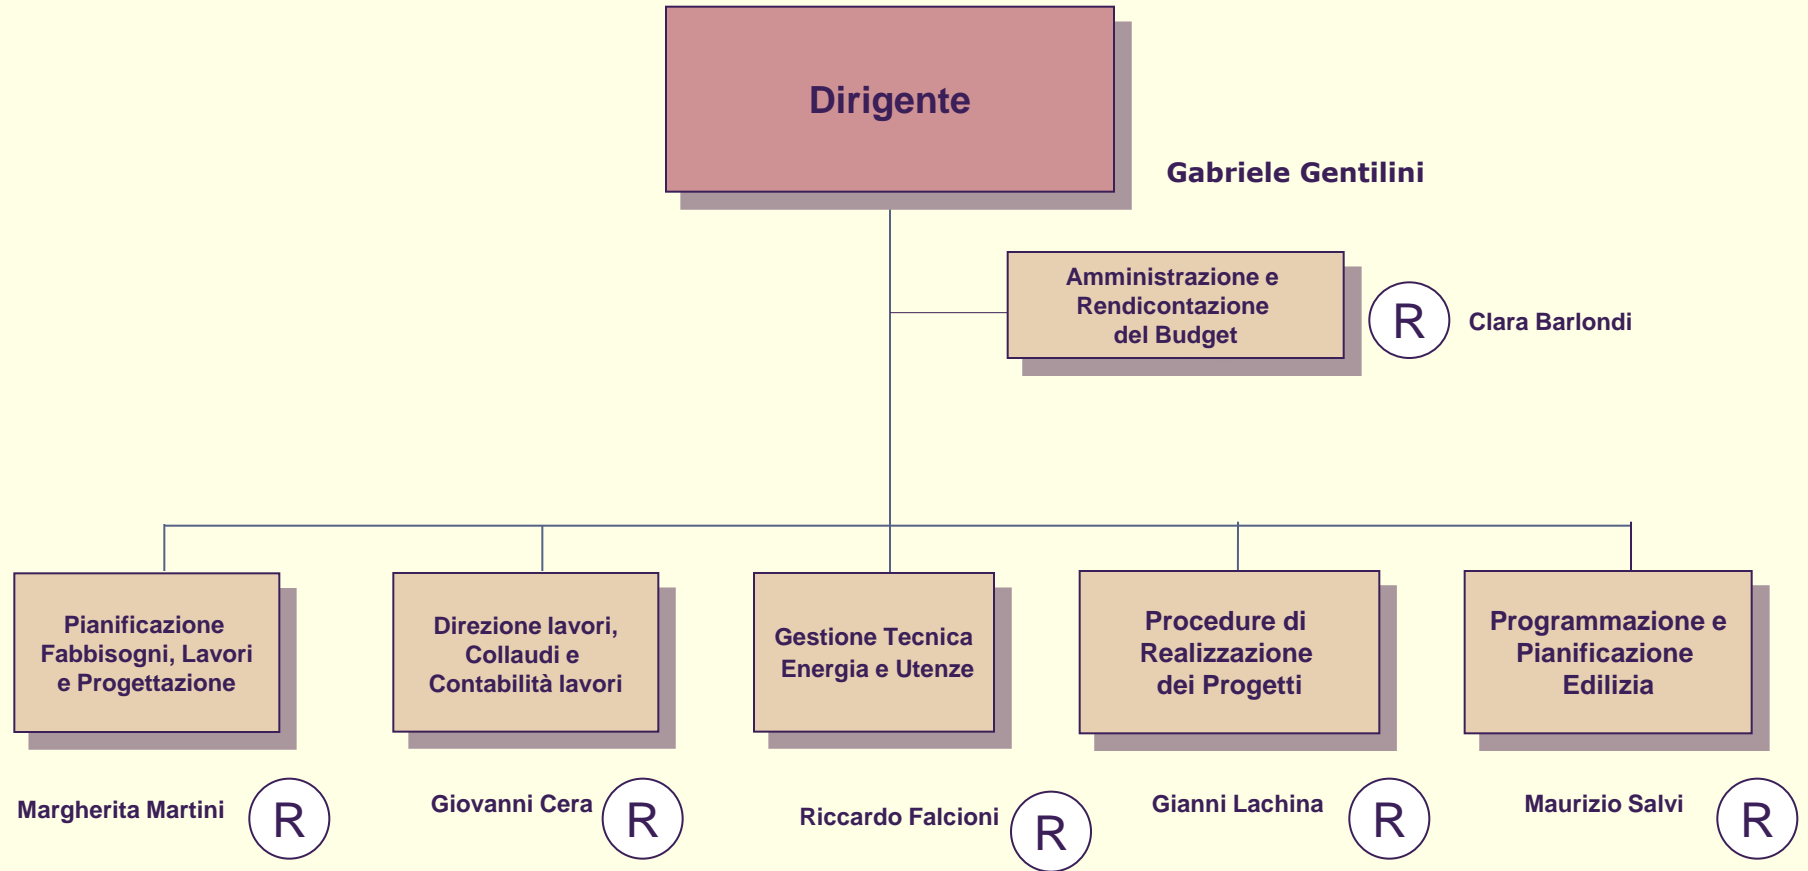 Dirigente
Gabriele Gentilini
Amministrazione e
Rendicontazione
del Budget
R
Clara Barlondi
Pianificazione
Fabbisogni, Lavori
e Progettazione
Direzione lavori,
Collaudi e
Contabilità lavori
Gestione Tecnica
Energia e Utenze
Procedure di
Realizzazione
dei Progetti
Programmazione e
Pianificazione
Edilizia
Margherita Martini
R
Giovanni Cera
R
Riccardo Falcioni
R
Gianni Lachina
R
Maurizio Salvi
R